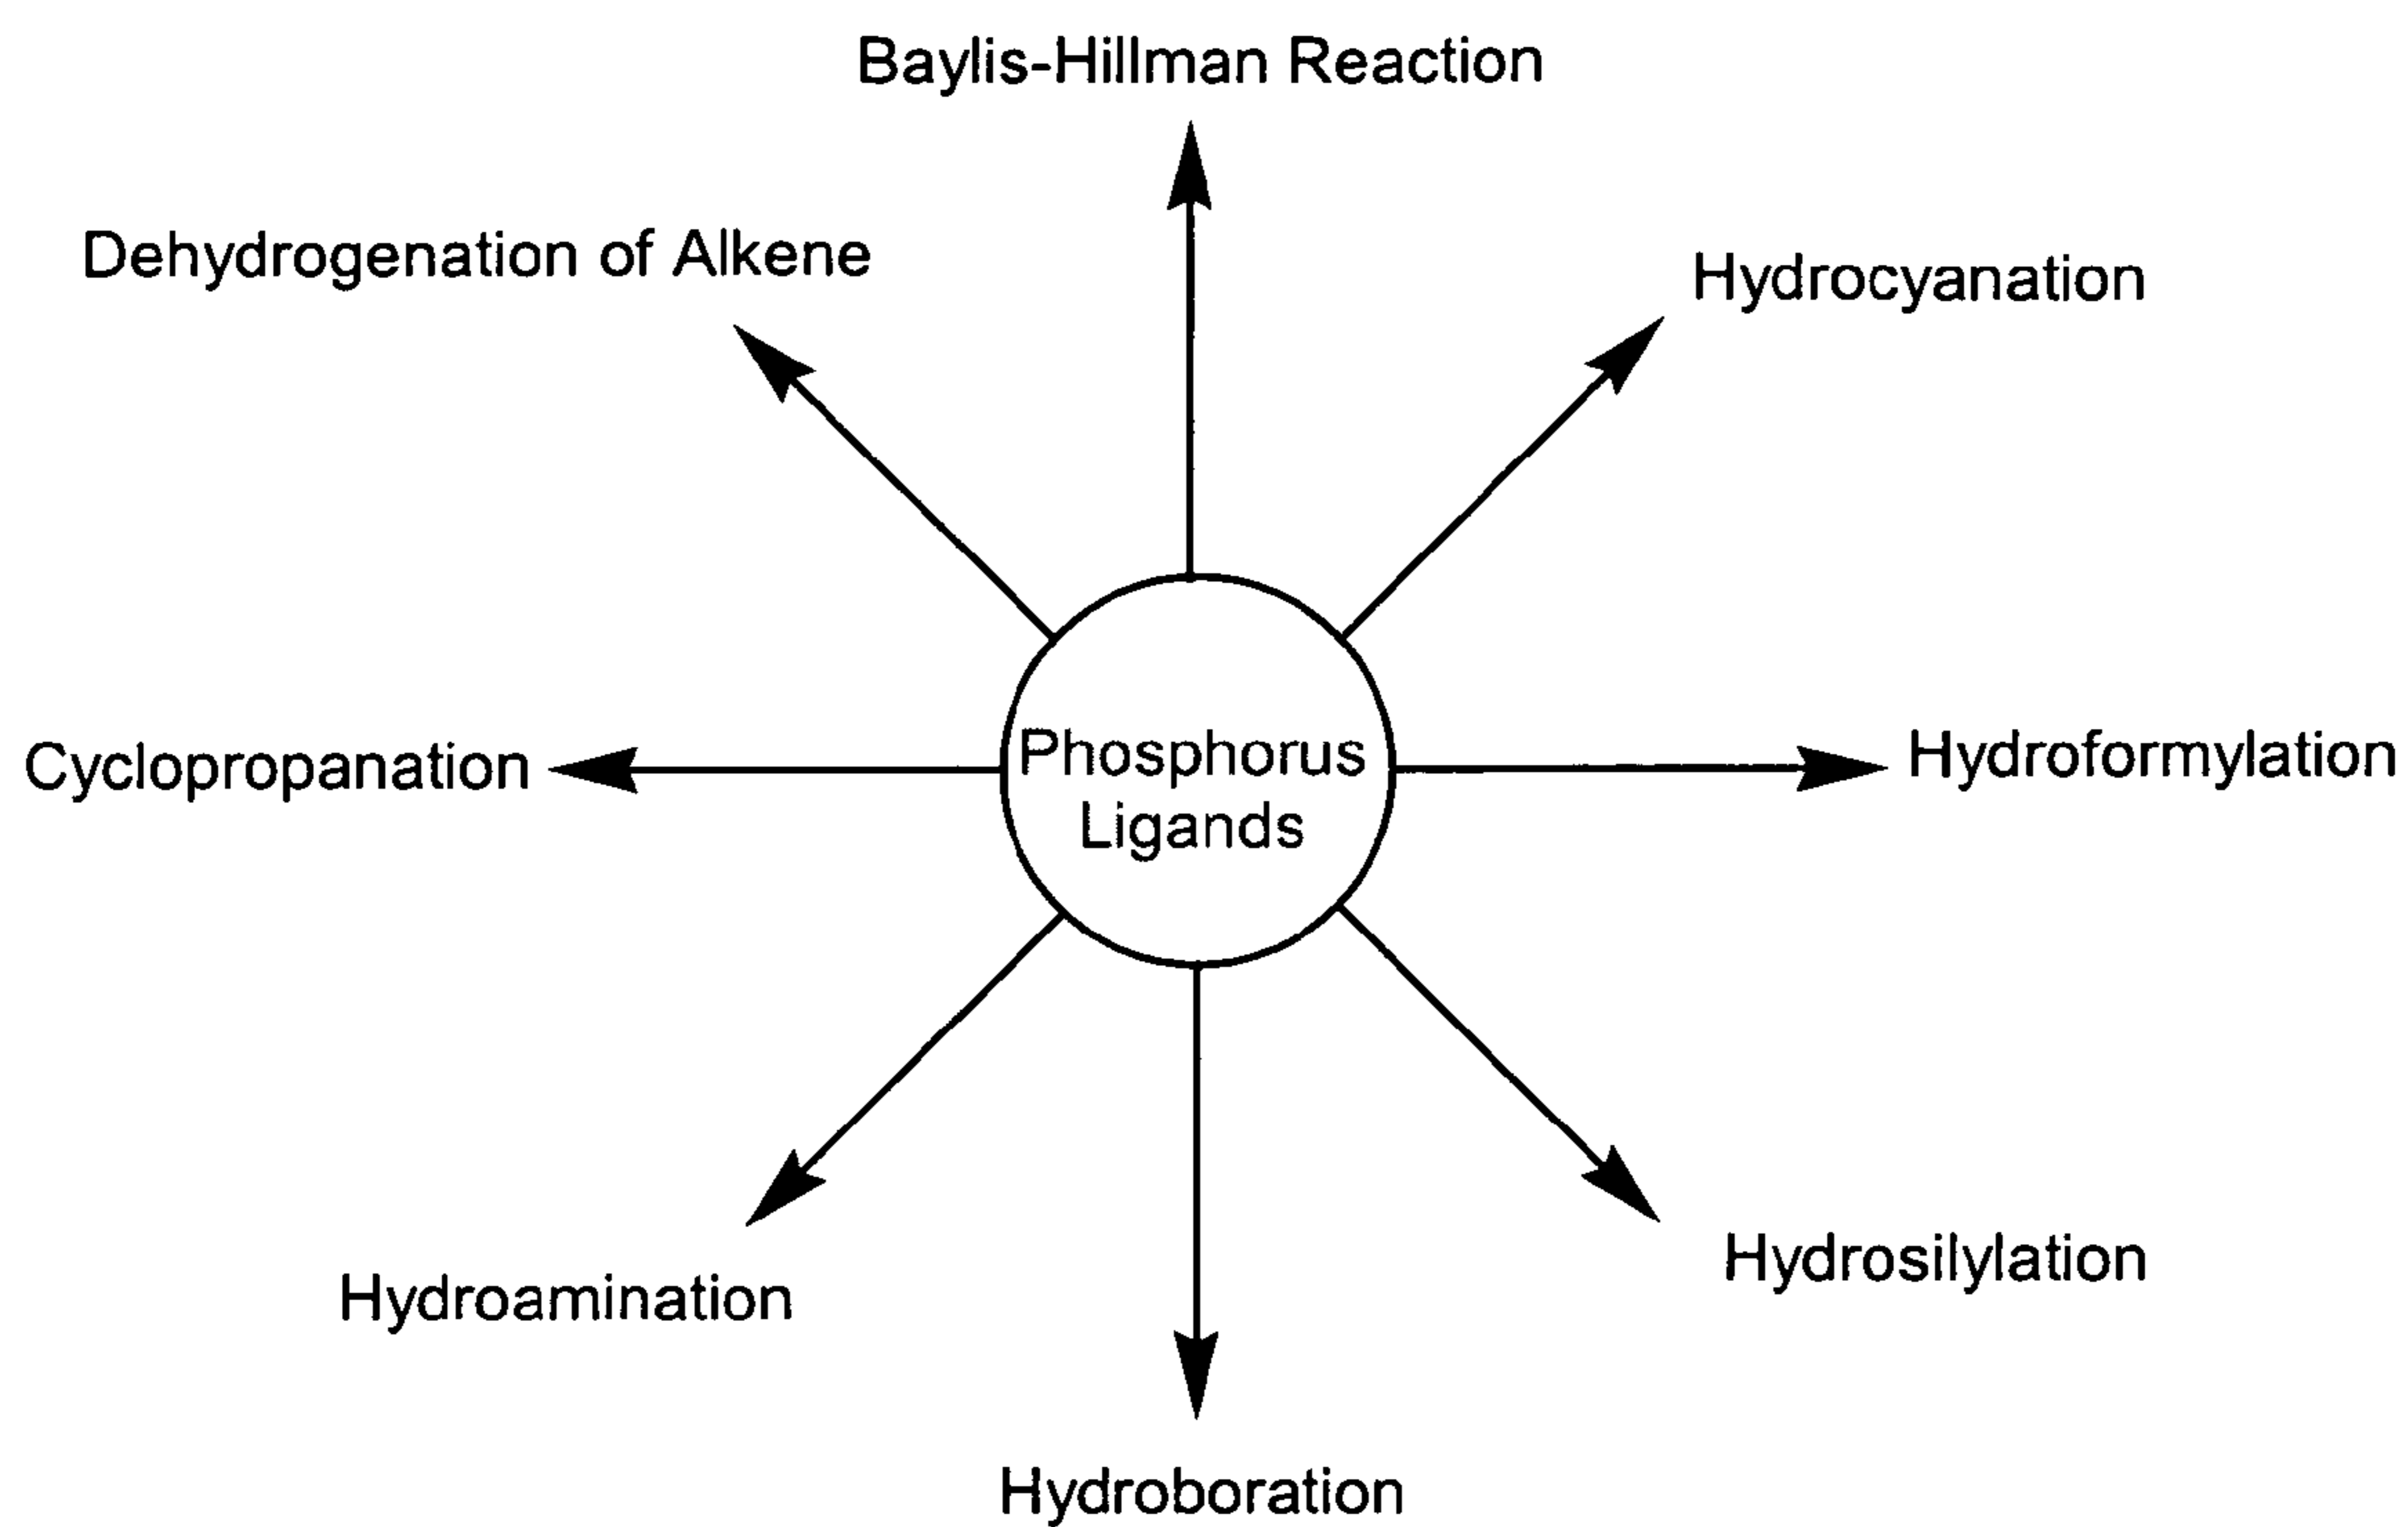 Baylis-Hillman Reaction
Dehydrogenation of Alkene
Hydrocyanation
Cyclopropanation
Phosphorus
Ligands
Hydroformylation
Hydroamination
Hydrosilylation
Hydroboration